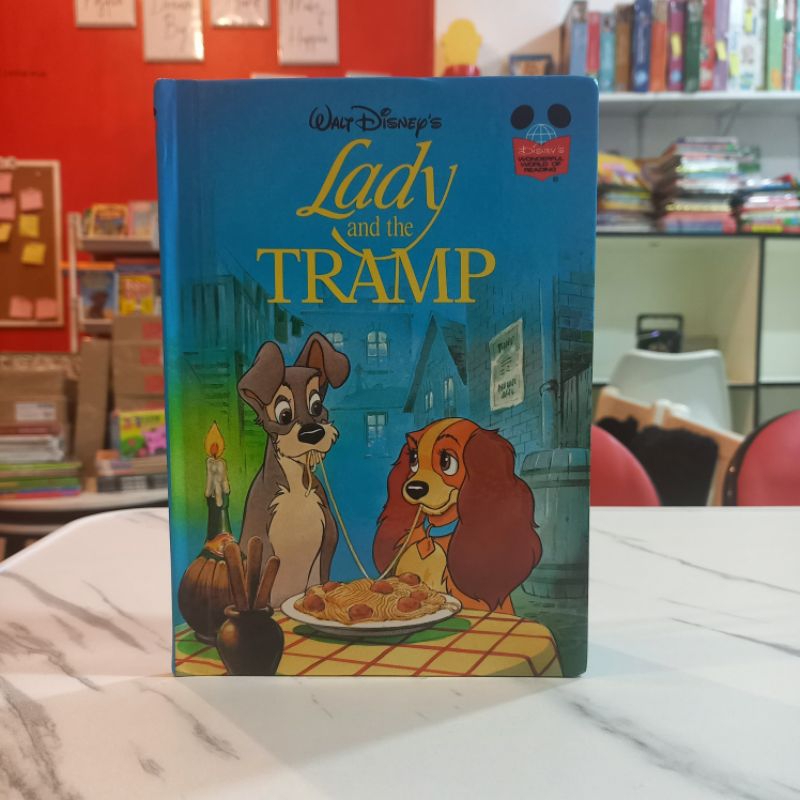 WALT DISNEY'S
Lady
and the
TRAMP
DISNEY'S
WONDERFUL
WORLD OF
READING